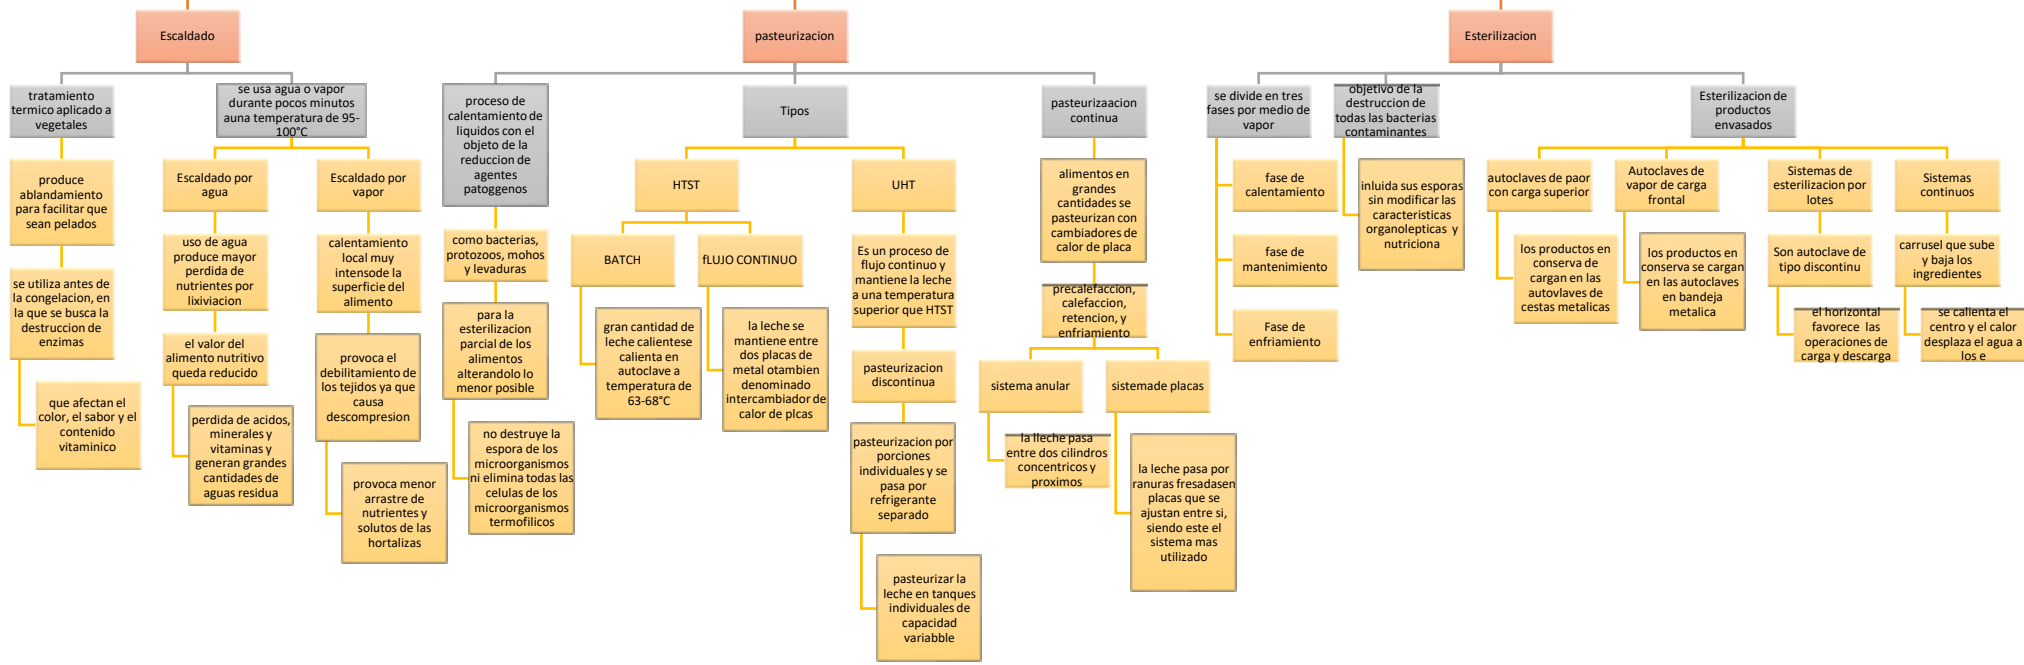 Escaldado
tratamiento
termico aplicado a
vegetales
produce
ablandamiento
para facilitar que
sean pelados
se utiliza antes de
la congelacion, en
la que se busca la
destruccion de
enzimas
que afectan el
color, el sabor y el
contenido
vitaminico
se usa agua o vapor
durante pocos minutos
auna temperatura de 95-
100°C
Escaldado por
agua
uso de agua
produce mayor
perdida de
nutrientes por
lixiviacion
el valor del
alimento nutritivo
queda reducido
perdida de acidos,
minerales y
vitaminas y
generan grandes
cantidades de
aguas residua
Escaldado por
vapor
calentamiento
local muy
intensode la
superficie del
alimento
provoca el
debilitamiento de
los tejidos ya que
causa
descompresion
provoca menor
arrastre de
nutrientes y
solutos de las
hortalizas
pasteurizacion
proceso de
calentamiento de
liquidos con el
objeto de la
reduccion de
agentes
patoggenos
como bacterias,
protozoos, mohos
y levaduras
para la
esterilizacion
parcial de los
alimentos
alterandolo lo
menor posible
no destruye la
espora de los
microorganismos
ni elimina todas las
celulas de los
microorganismos
termofilicos
Tipos
HTST
BATCH
gran cantidad de
leche calientese
calienta en
autoclave a
temperatura de
63-68°C
fLUJO CONTINUO
la leche se
mantiene entre
dos placas de
metal otambien
denominado
intercambiador de
calor de plcas
UHT
Es un proceso de
flujo continuo y
mantiene la leche
a una temperatura
superior que HTST
pasteurizacion
discontinua
pasteurizacion por
porciones
individuales y se
pasa por
refrigerante
separado
pasteurizar la
leche en tanques
individuales de
capacidad
variabble
pasteurizaacion
continua
alimentos en
grandes
cantidades se
pasteurizan con
cambiadores de
calor de placa
precalefaccion,
calefaccion,
retencion, y
enfriamiento
sistema anular
la lleche pasa
entre dos cilindros
concentricos y
proximos
sistemade placas
la leche pasa por
ranuras fresadasen
placas que se
ajustan entre si,
siendo este el
sistema mas
utilizado
Esterilizacion
se divide en tres
fases por medio de
vapor
fase de
calentamiento
fase de
mantenimiento
Fase de
enfriamiento
objetivo de la
destruccion de
todas las bacterias
contaminantes
inluida sus esporas
sin modificar las
caracteristicas
organolepticas y
nutriciona
Esterilizacion de
productos
envasados
autoclaves de paor
con carga superior
los productos en
conserva de
cargan en las
autovlaves de
cestas metalicas
Autoclaves de
vapor de carga
frontal
los productos en
conserva se cargan
en las autoclaves
en bandeja
metalica
Sistemas de
esterilizacion por
lotes
Son autoclave de
tipo discontinu
el horizontal
favorece las
operaciones de
carga y descarga
Sistemas
continuos
carrusel que sube
y baja los
ingredientes
se calienta el
centro y el calor
desplaza el agua a
los e